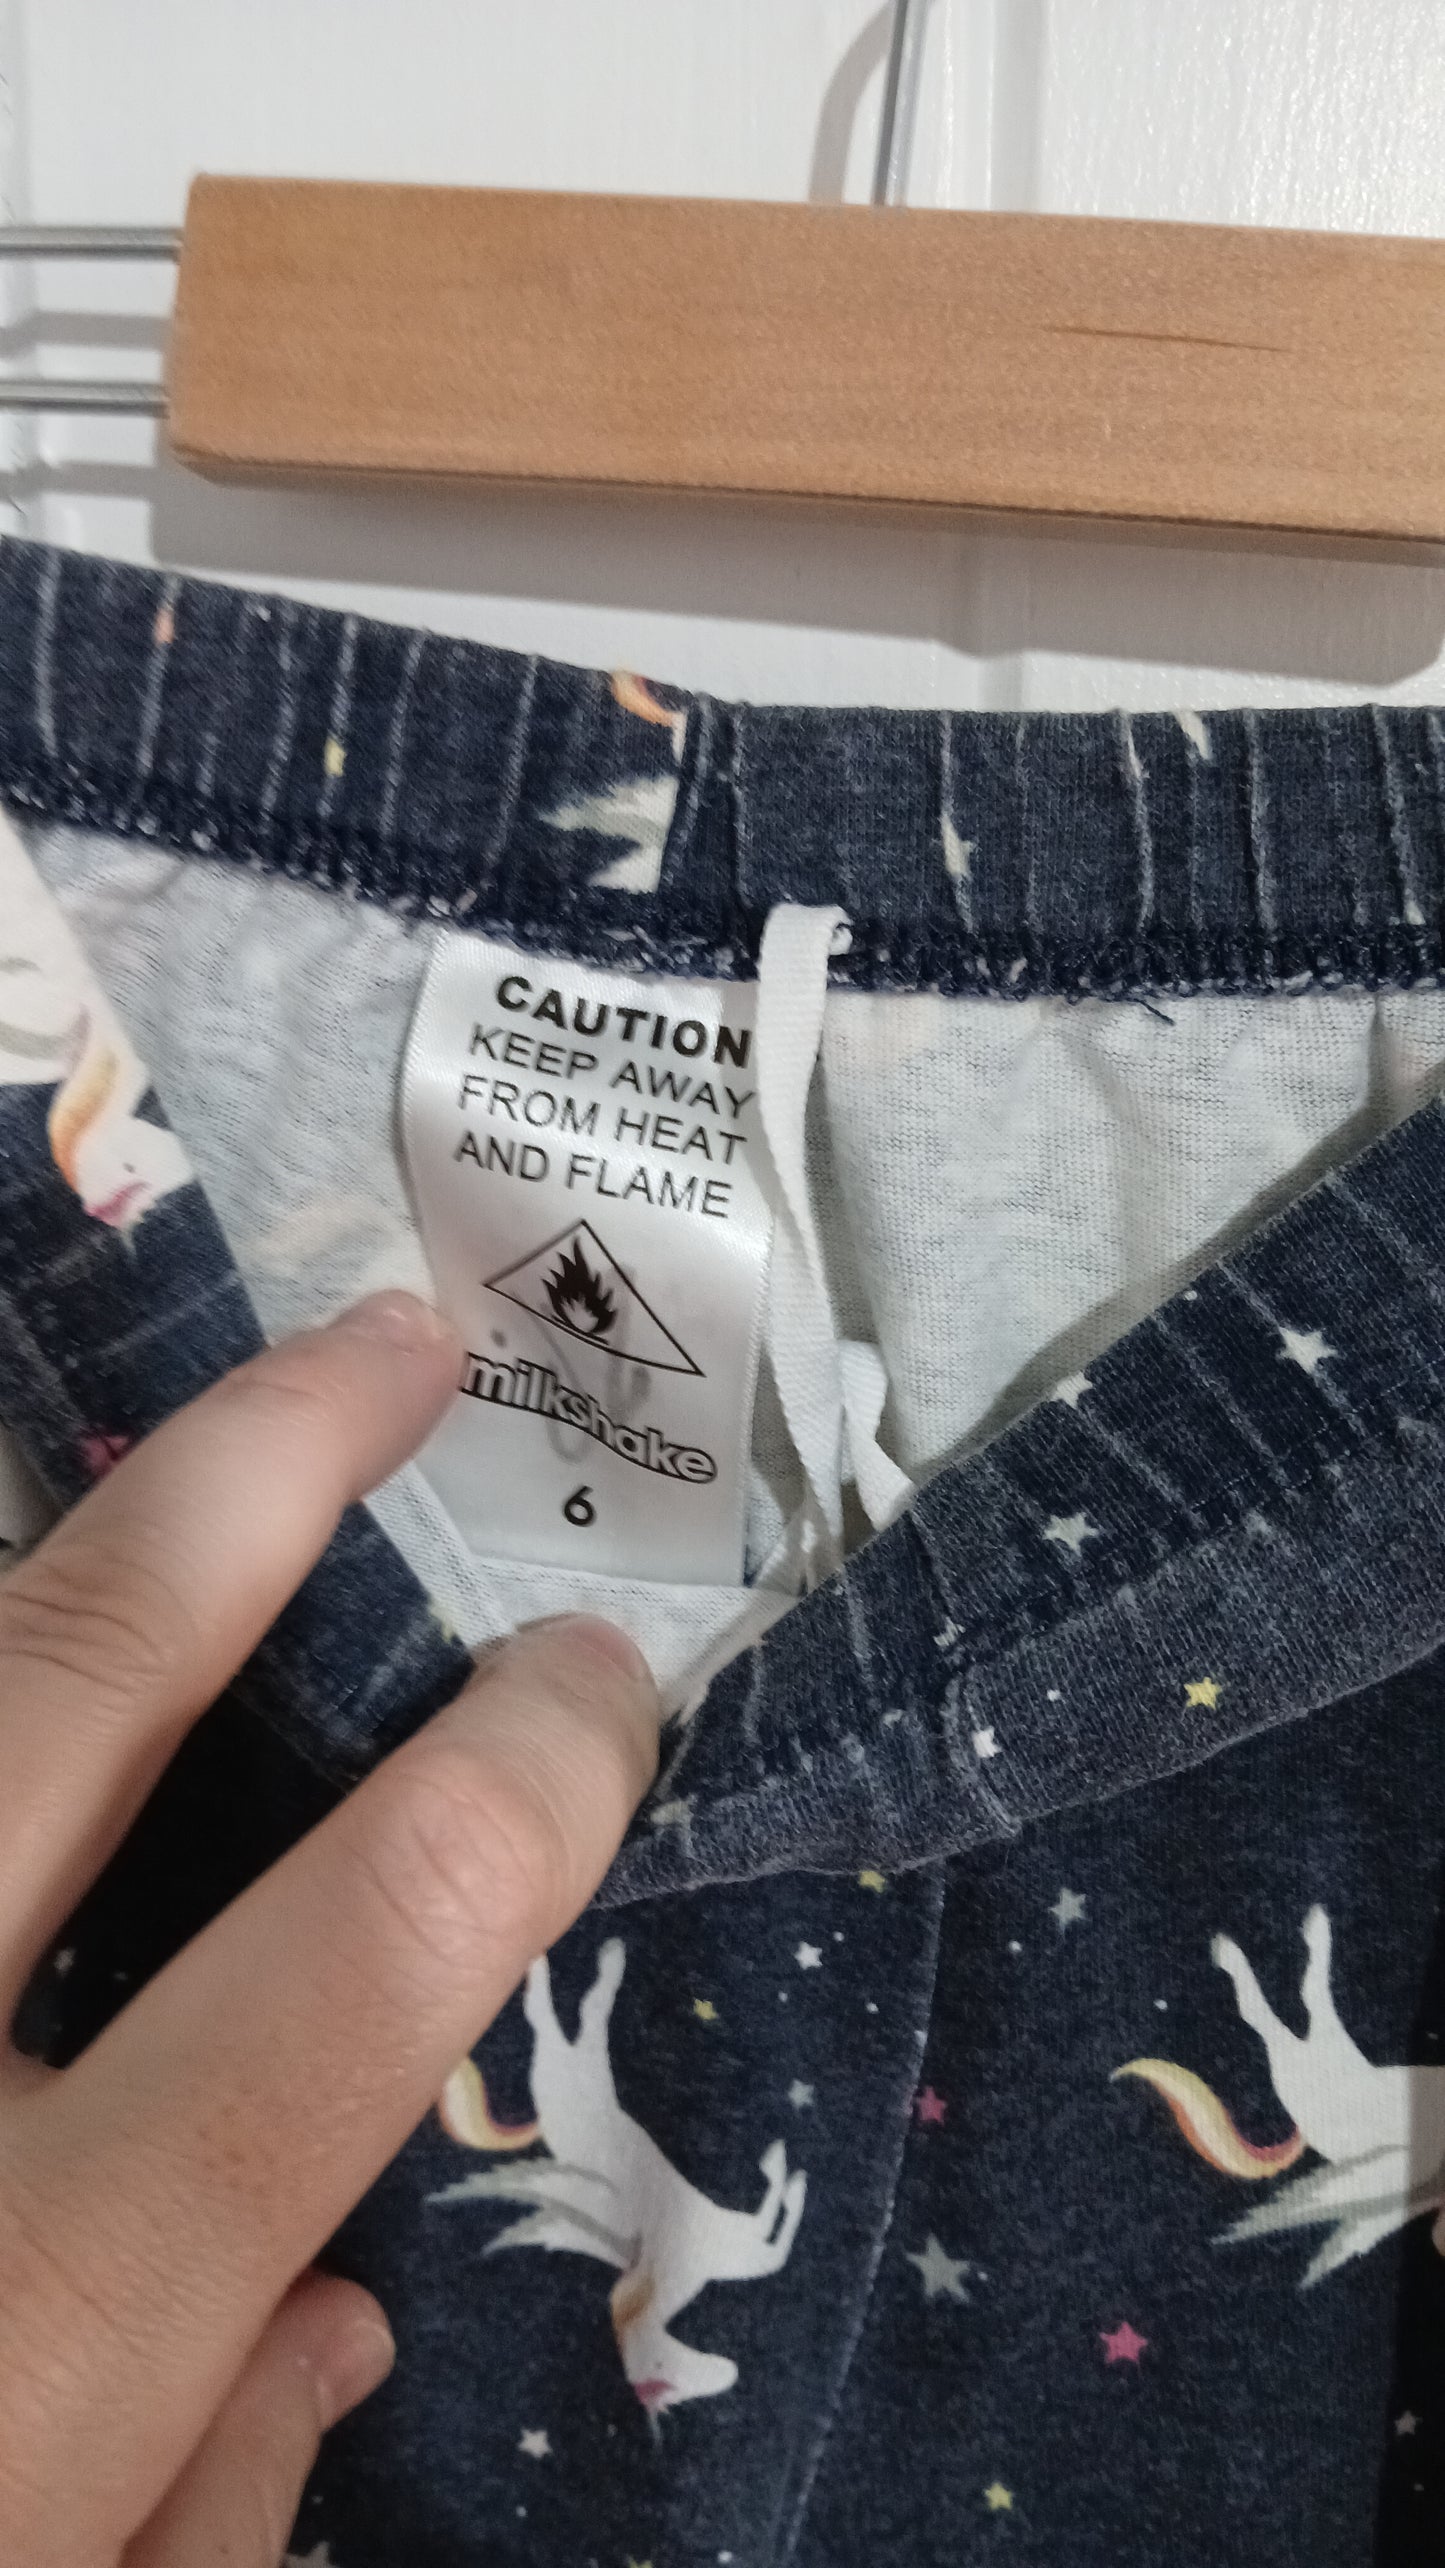 CAUTION
KEEP AWAY
FROM HEAT
AND FLAME
milkshake
6